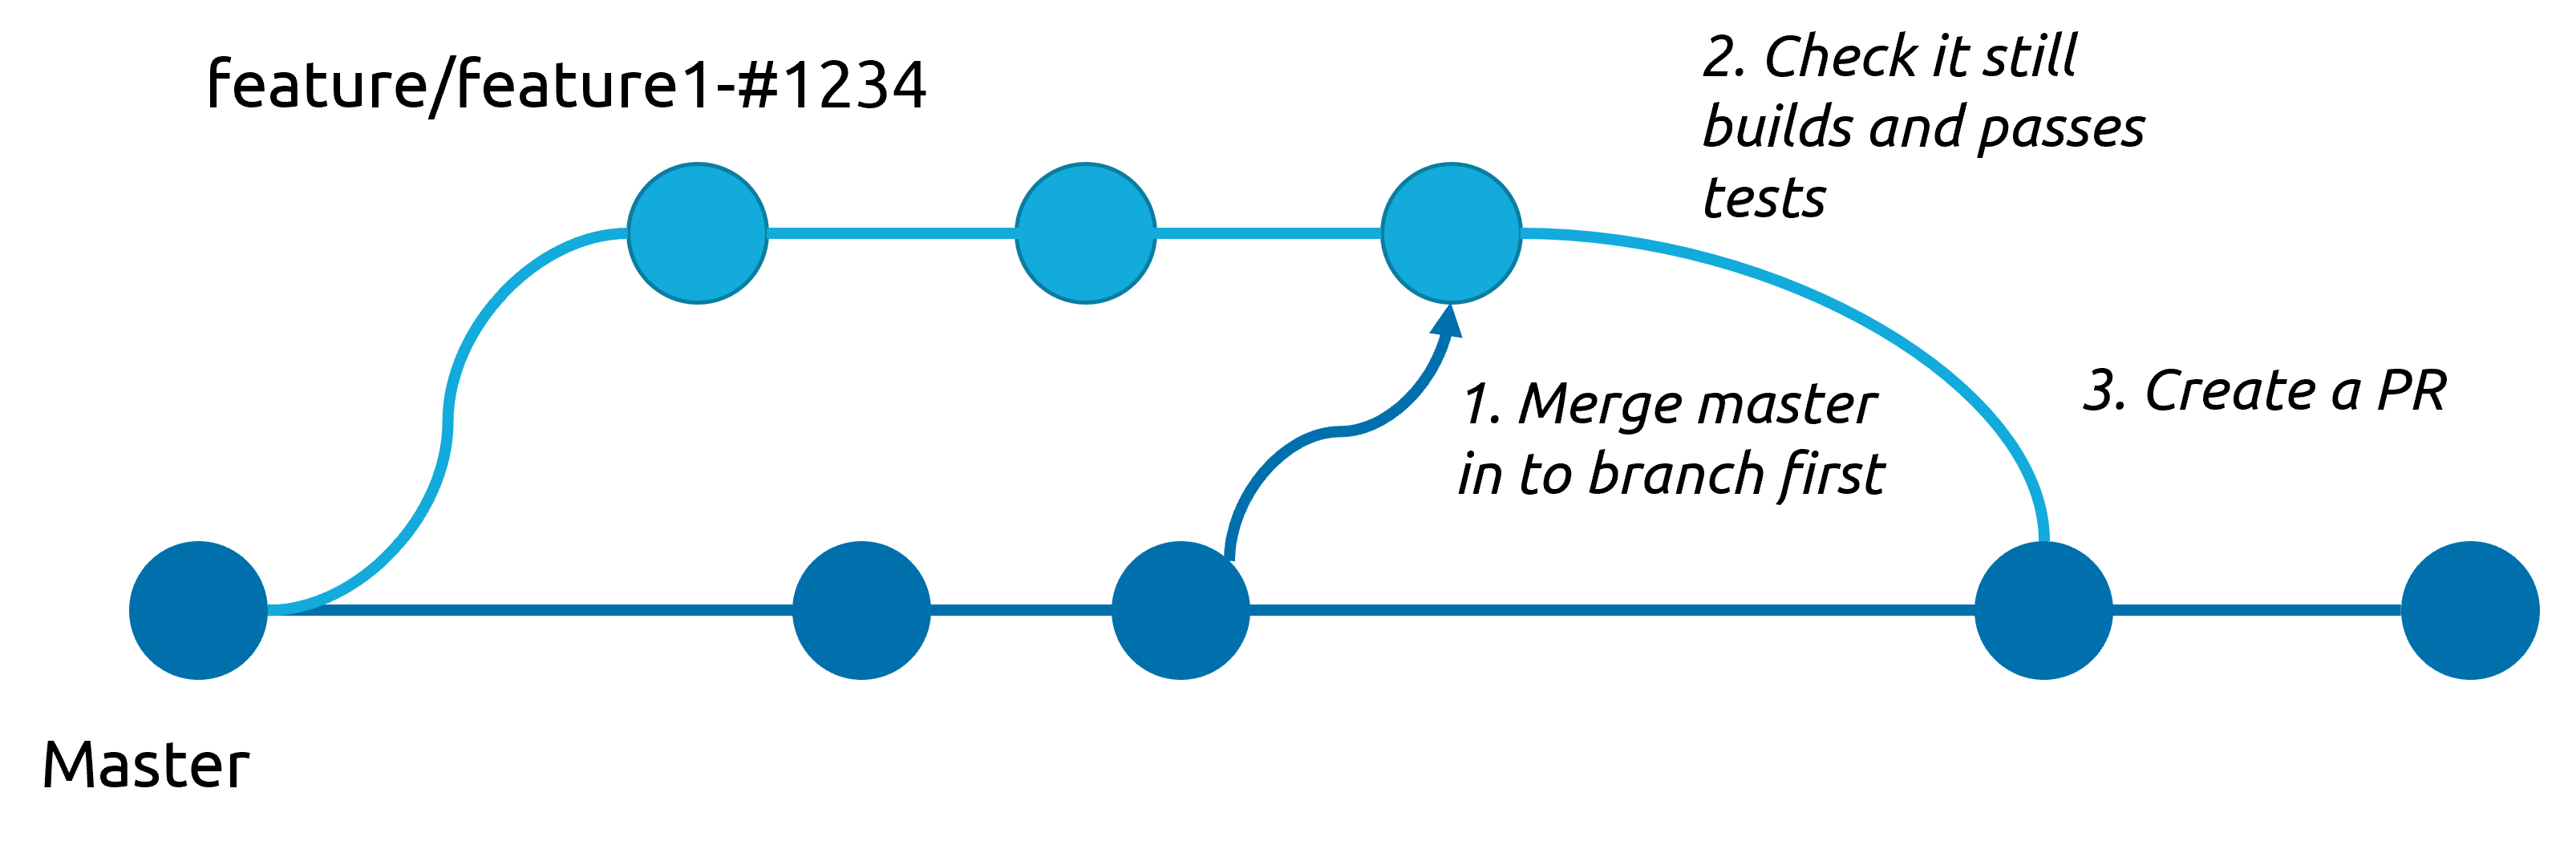 feature/feature1-#1234
2. Check it still
builds and passes
tests
1. Merge master
in to branch first
3. Create a PR
Master